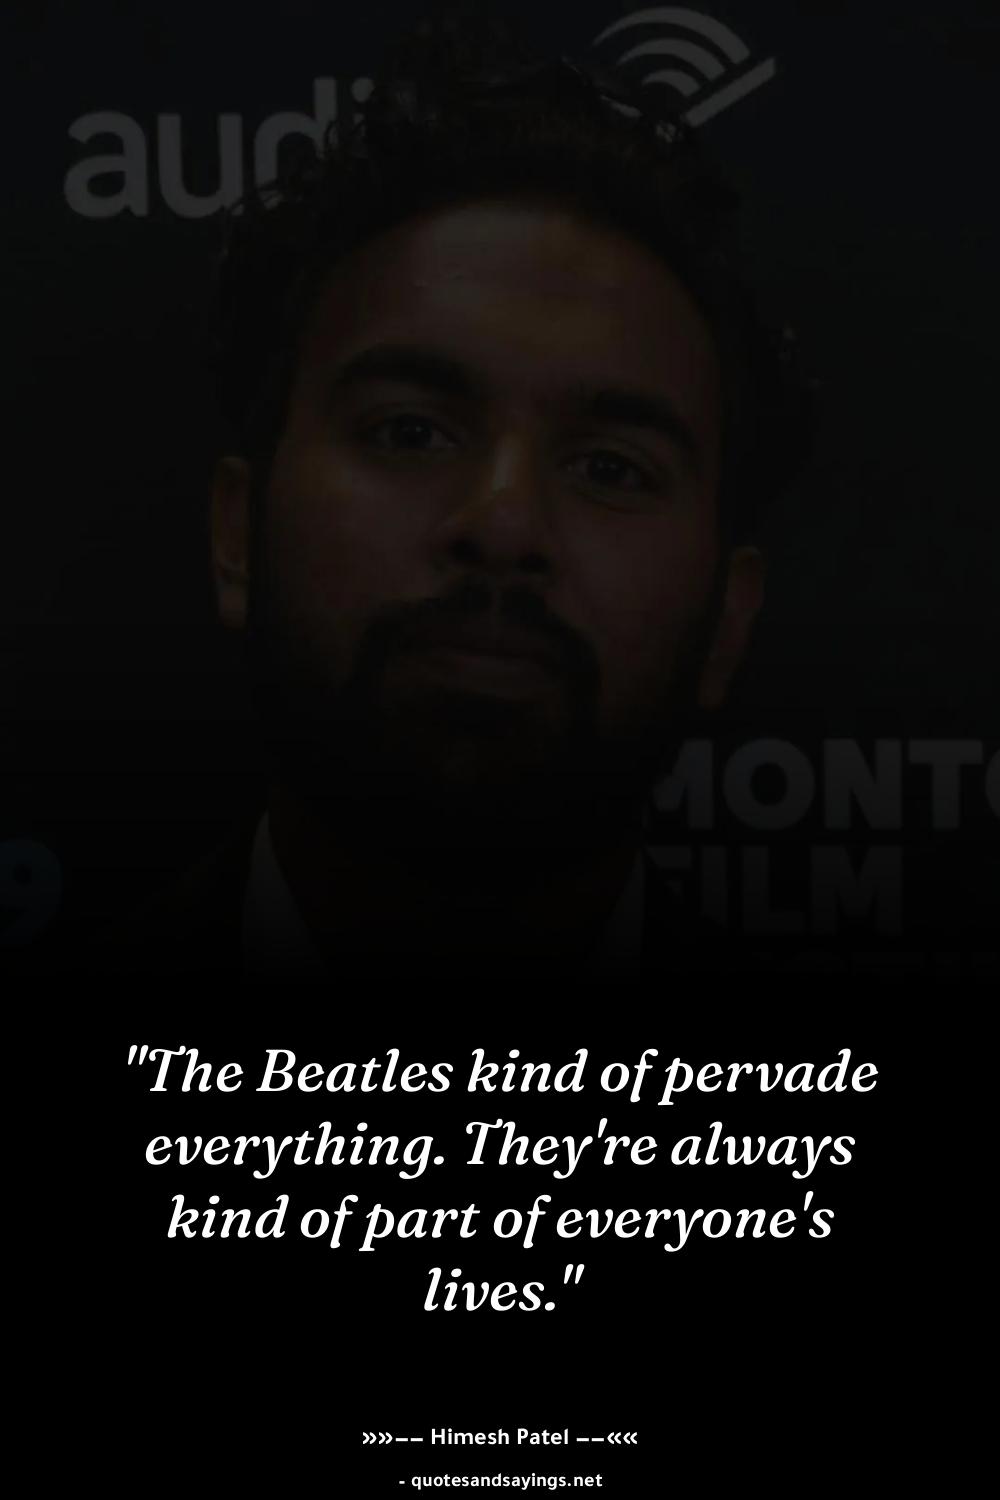 audi
MONT
FILM
9
"The Beatles kind of pervade
everything. They're always
kind of part of everyone's
lives."
»»−− Himesh Patel −−««
- quotesandsayings.net